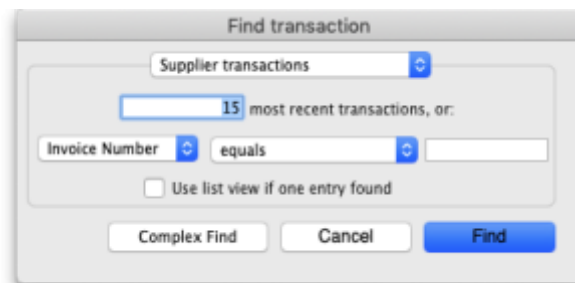 Find transaction
Supplier transactions
15 most recent transactions, or:
Invoice Number equals
Use list view if one entry found
Complex Find Cancel Find